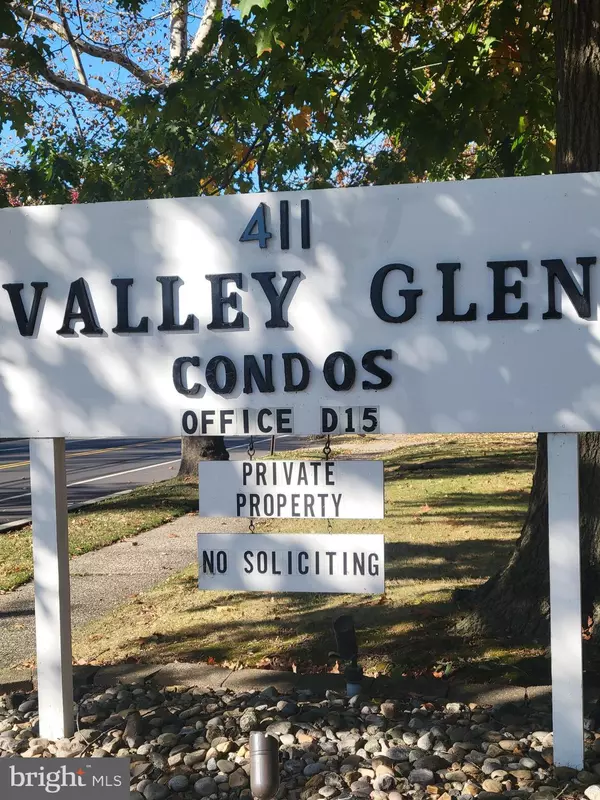 411
VALLEY GLEN
CONDOS
OFFICE D15
PRIVATE
PROPERTY
NO SOLICITING
bright MLS